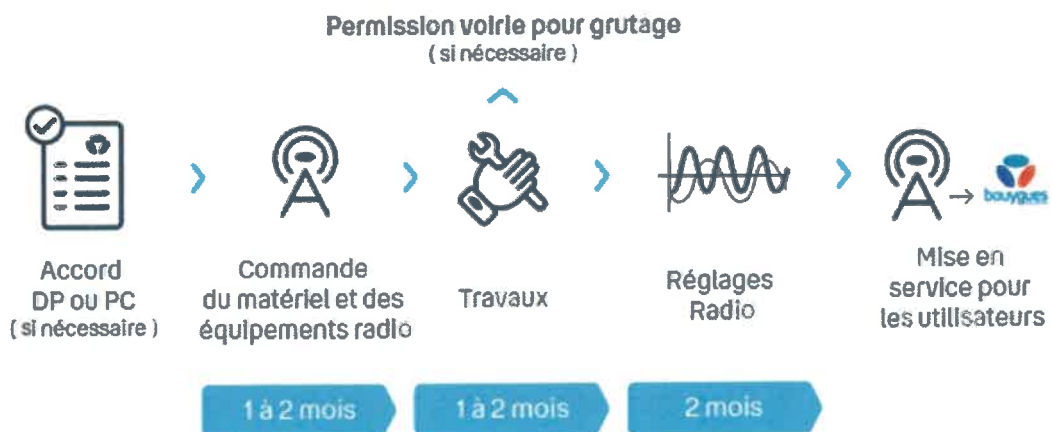 Permission voirie pour grutage
( si nécessaire )
bouygues
Accord
DP ou PC
( si nécessaire )
Commande
du matériel et des
équipements radio
Travaux
Réglages
Radio
Mise en
service pour
les utilisateurs
1 à 2 mois
1 à 2 mois
2 mois